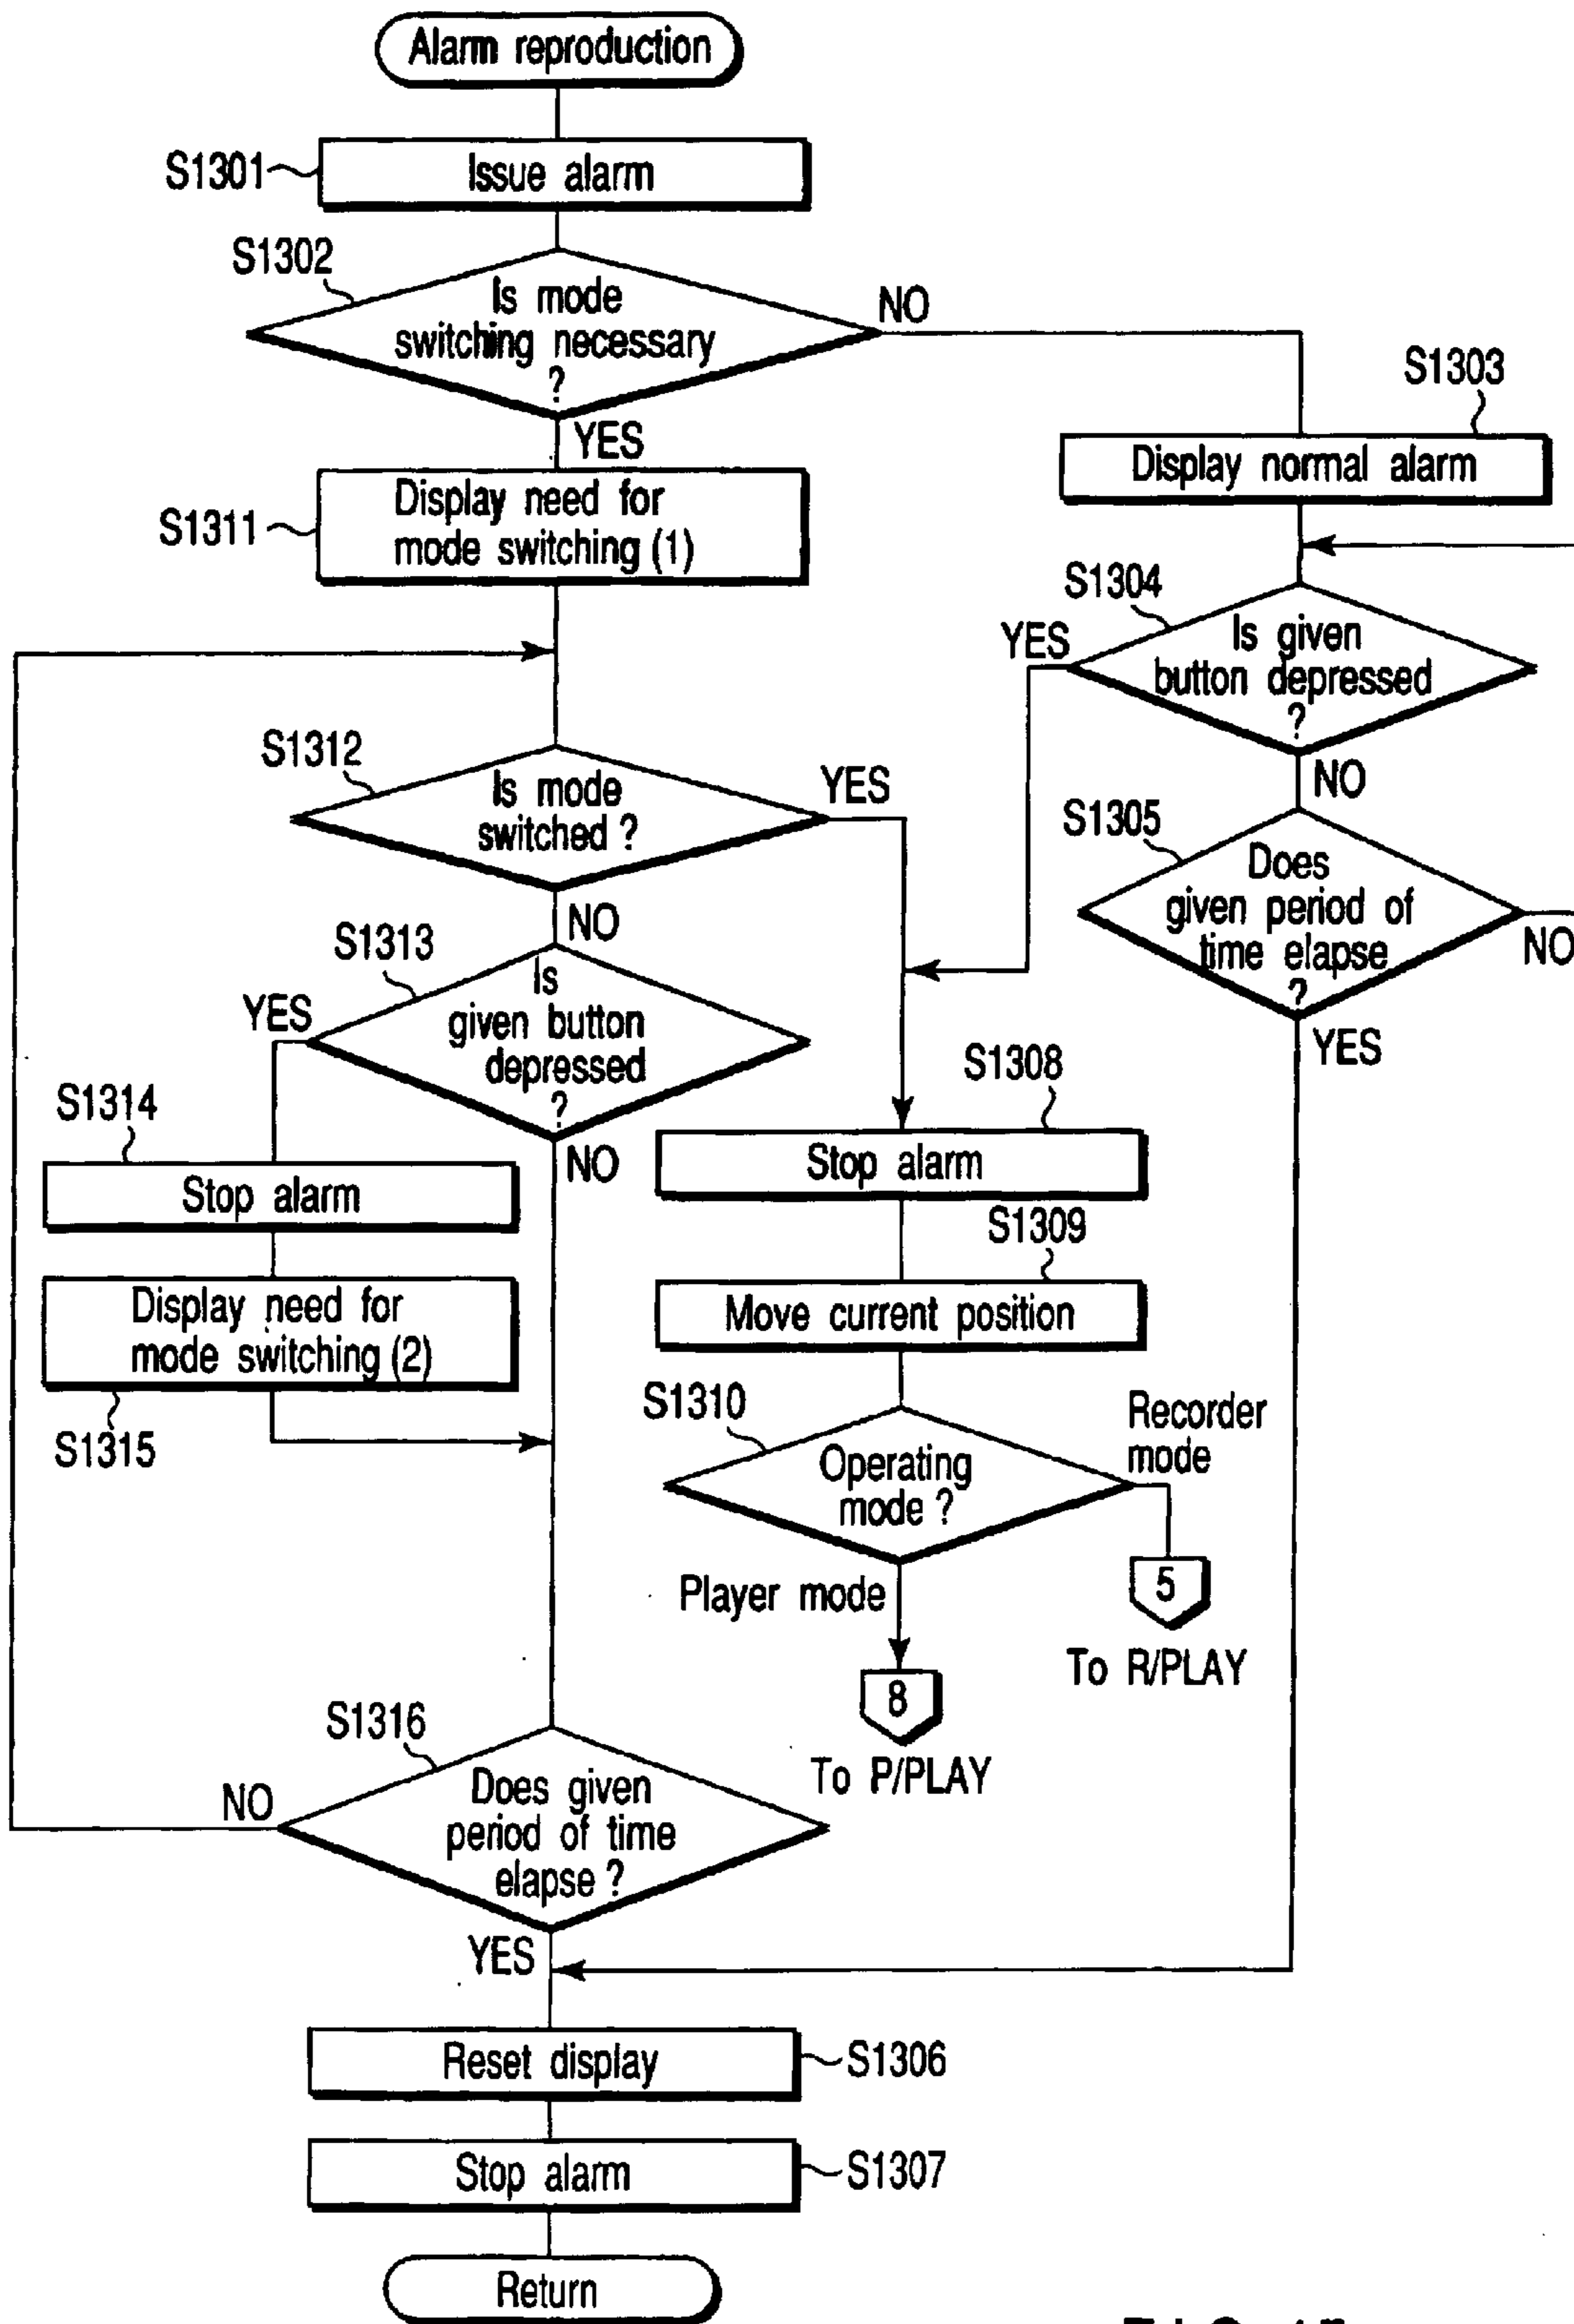 Alarm reproduction
S1301
Issue alarm
S1302
Is mode
switching necessary
?
NO
YES
S1303
Display normal alarm
S1311
Display need for
mode switching (1)
S1304
Is given
button depressed
?
YES
NO
S1312
Is mode
switched ?
YES
NO
S1305
Does
given period of
time elapse
?
NO
YES
S1313
Is
given button
depressed
?
YES
NO
S1314
Stop alarm
Display need for
mode switching (2)
S1315
S1308
Stop alarm
S1309
Move current position
S1310
Operating
mode ?
Recorder
mode
5
To R/PLAY
Player mode
8
To P/PLAY
S1316
Does given
period of time
elapse ?
NO
YES
Reset display
S1306
Stop alarm
S1307
Return